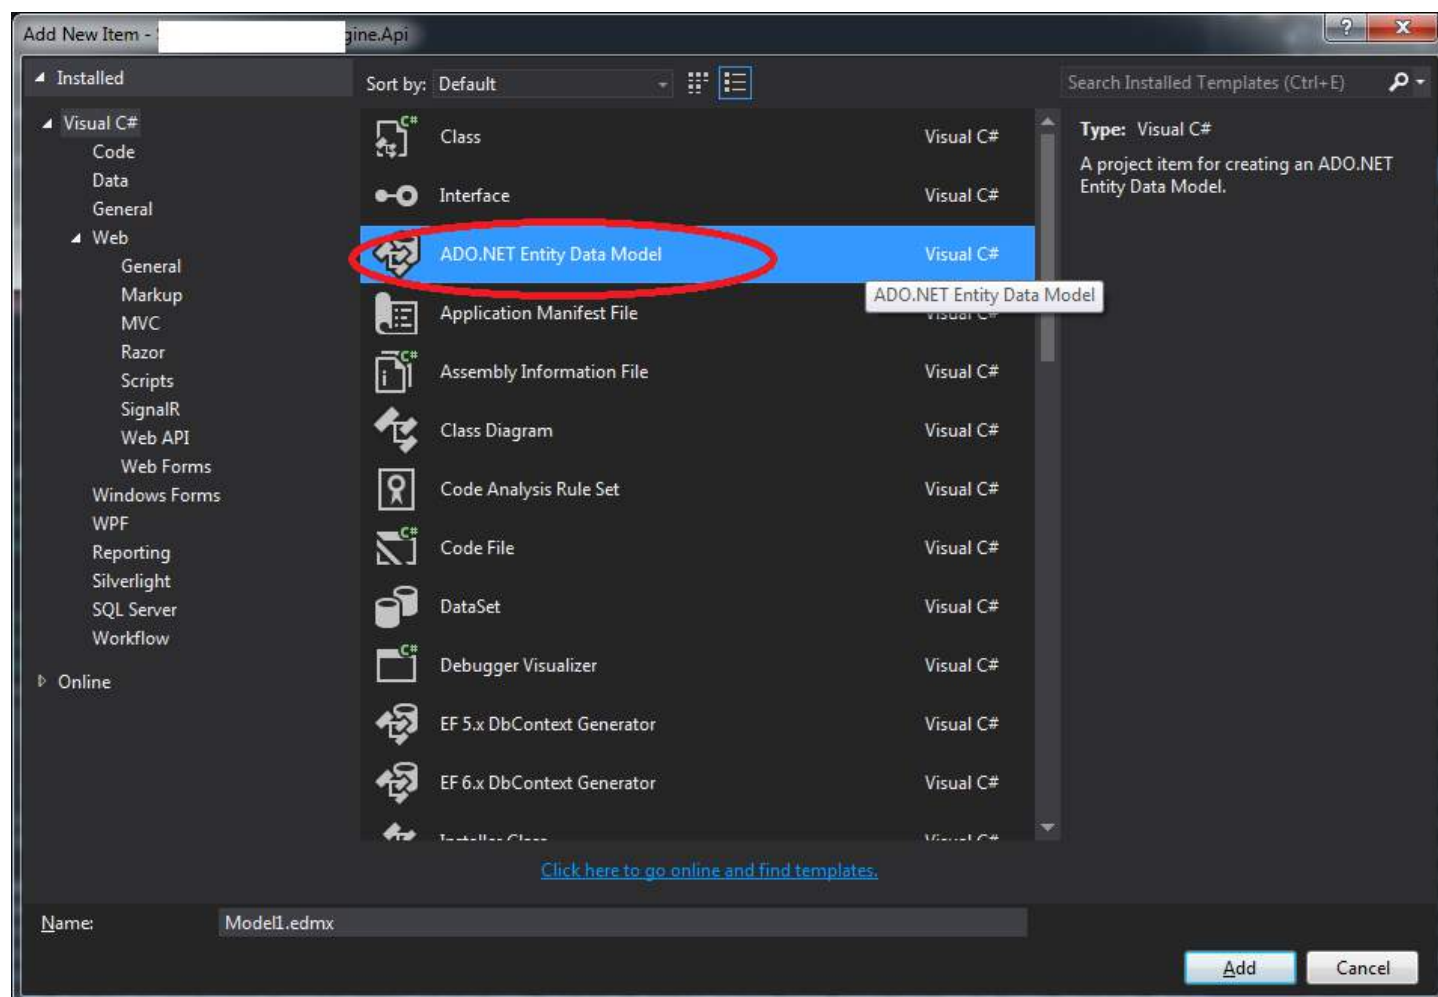 Add New Item - gine.Api
Installed
Sort by: Default
Search Installed Templates (Ctrl+E)
Visual C#
Code
Data
General
Web
General
Markup
MVC
Razor
Scripts
SignalR
Web API
Web Forms
Windows Forms
WPF
Reporting
Silverlight
SQL Server
Workflow
Online
Class Visual C#
Interface Visual C#
ADO.NET Entity Data Model Visual C#
ADO.NET Entity Data Model
Application Manifest File Visual C#
Assembly Information File Visual C#
Class Diagram Visual C#
Code Analysis Rule Set Visual C#
Code File Visual C#
DataSet Visual C#
Debugger Visualizer Visual C#
EF 5.x DbContext Generator Visual C#
EF 6.x DbContext Generator Visual C#
Installer Class Visual C#
Click here to go online and find templates.
Type: Visual C#
A project item for creating an ADO.NET
Entity Data Model.
Name: Model1.edmx
Add Cancel